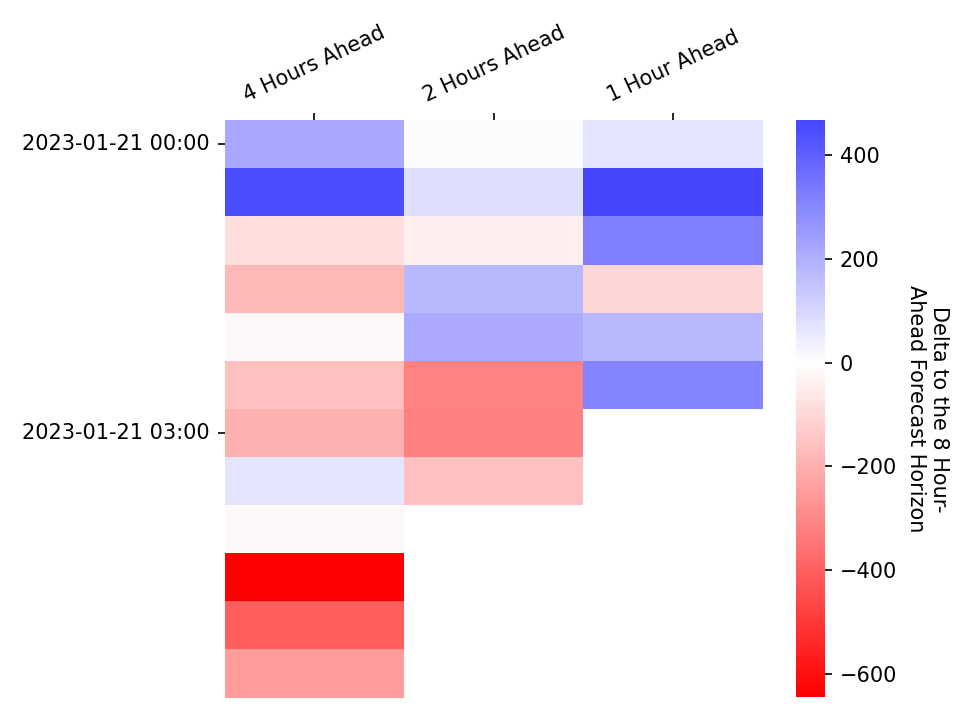 4 Hours Ahead
2 Hours Ahead
1 Hour Ahead
2023-01-21 00:00
2023-01-21 03:00
400
200
0
−200
−400
−600
Delta to the 8 Hour-
Ahead Forecast Horizon